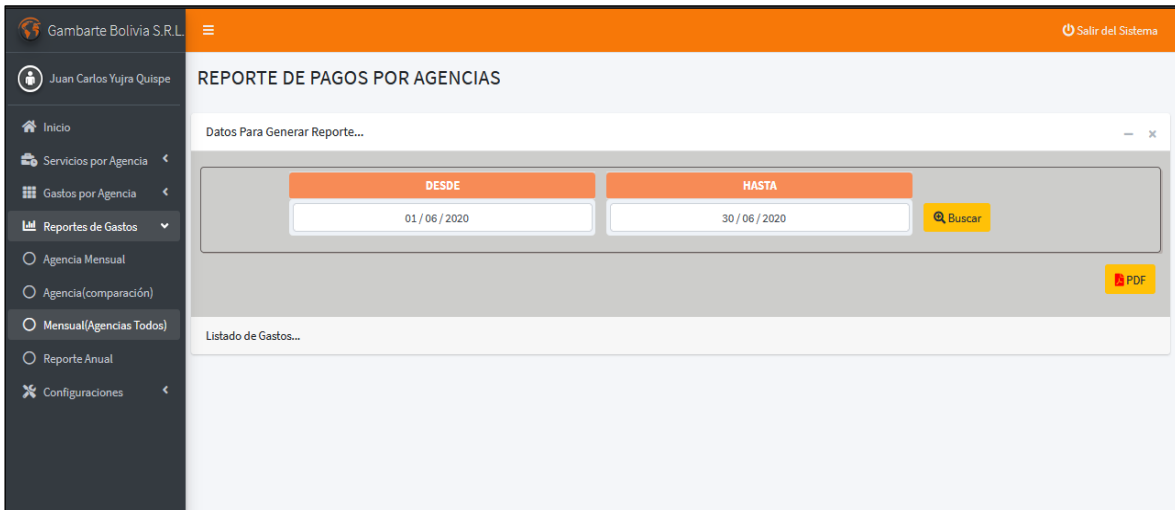 Gambarte Bolivia S.R.L.
Salir del Sistema
Juan Carlos Yujra Quispe
REPORTE DE PAGOS POR AGENCIAS
Inicio
Servicios por Agencia
Gastos por Agencia
Reportes de Gastos
Agencia Mensual
Agencia(comparación)
Mensual(Agencias Todos)
Reporte Anual
Configuraciones
Datos Para Generar Reporte...
DESDE HASTA
01 / 06 / 2020 30 / 06 / 2020 Buscar
PDF
Listado de Gastos...